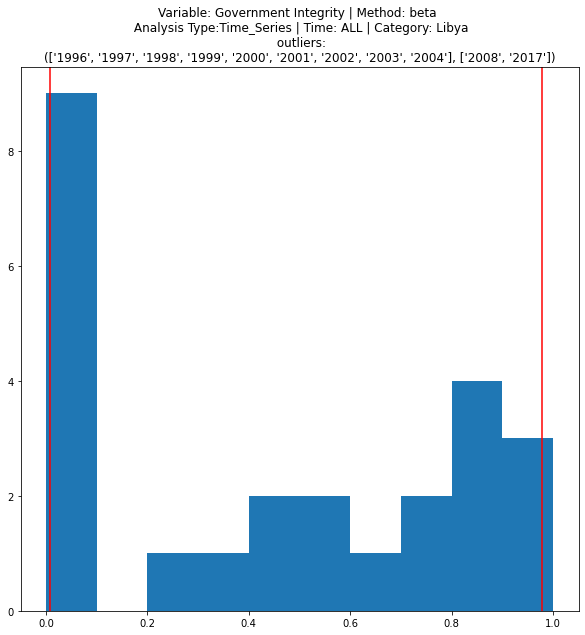 Variable: Government Integrity | Method: beta
Analysis Type:Time_Series | Time: ALL | Category: Libya
outliers:
(['1996', '1997', '1998', '1999', '2000', '2001', '2002', '2003', '2004'], ['2008', '2017'])
8
6
4
2
0
0.0 0.2 0.4 0.6 0.8 1.0